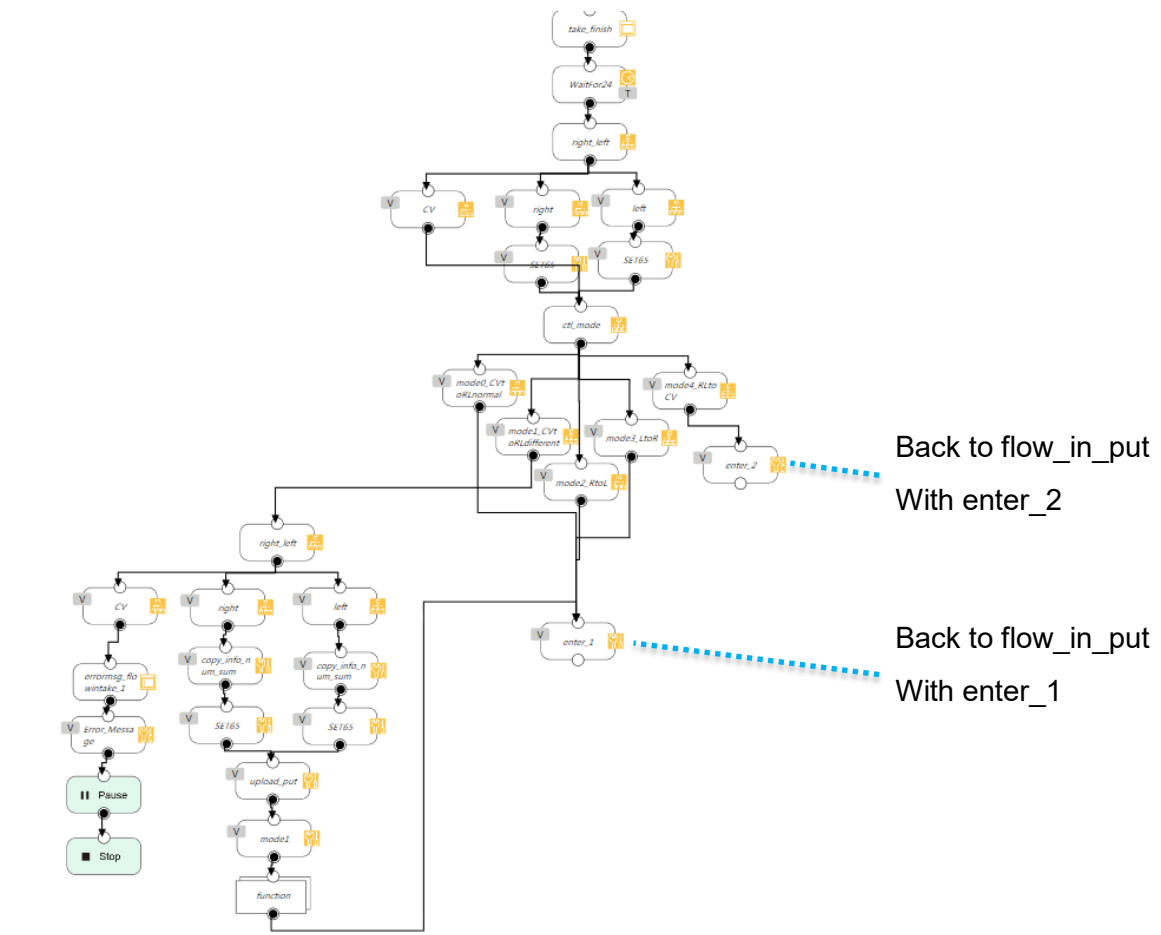 take_finish
WaitFor24
T
right_left
V
CV
V
right
V
left
V
SET65
V
SET65
ctl_mode
V
mode0_CVt
oRLnormal
V
mode4_RLto
CV
V
mode1_CVt
oRLdifferent
V
mode3_LtoR
V
enter_2
mode2_RtoL
Back to flow_in_put
With enter_2
right_left
V
CV
V
right
V
left
V
enter_1
Back to flow_in_put
With enter_1
errormsg_flo
wintake_1
V
copy_info_n
um_sum
V
copy_info_n
um_sum
V
Error_Messa
ge
V
SET65
V
SET65
V
upload_put
Pause
V
mode1
Stop
function